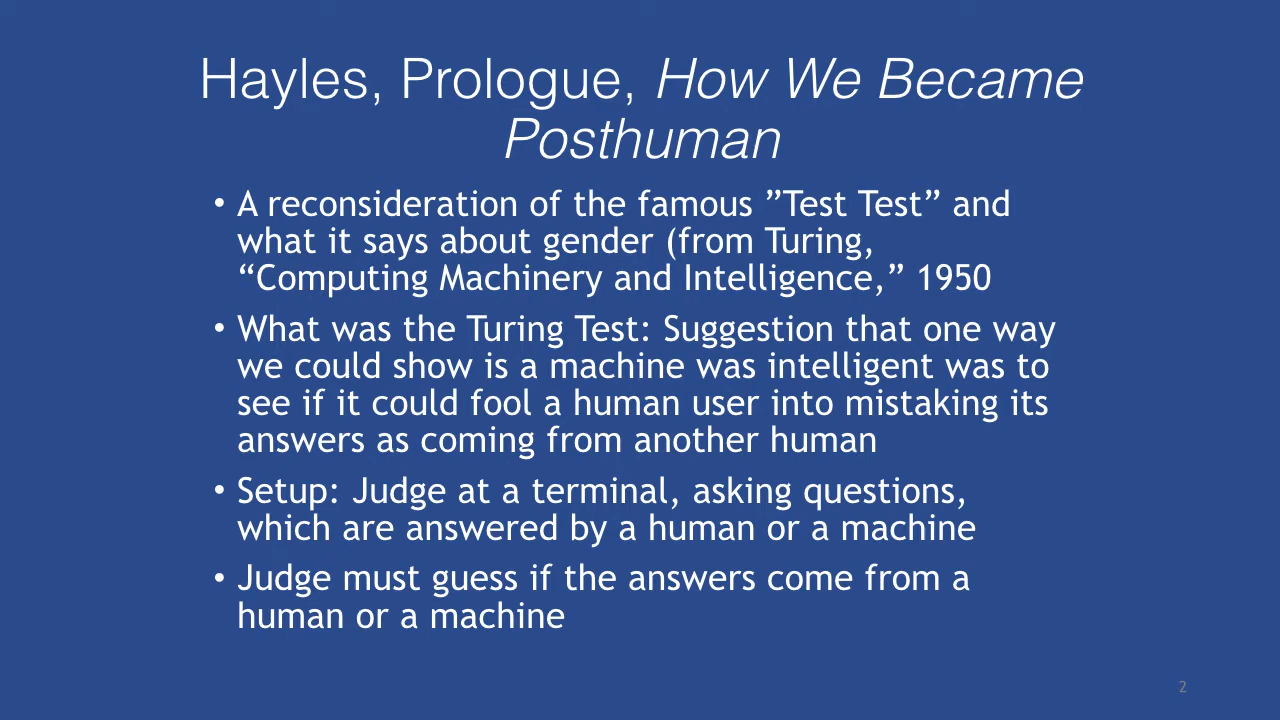 Hayles, Prologue, How We Became
Posthuman
• A reconsideration of the famous ”Test Test” and
what it says about gender (from Turing,
“Computing Machinery and Intelligence,” 1950
• What was the Turing Test: Suggestion that one way
we could show is a machine was intelligent was to
see if it could fool a human user into mistaking its
answers as coming from another human
• Setup: Judge at a terminal, asking questions,
which are answered by a human or a machine
• Judge must guess if the answers come from a
human or a machine
2